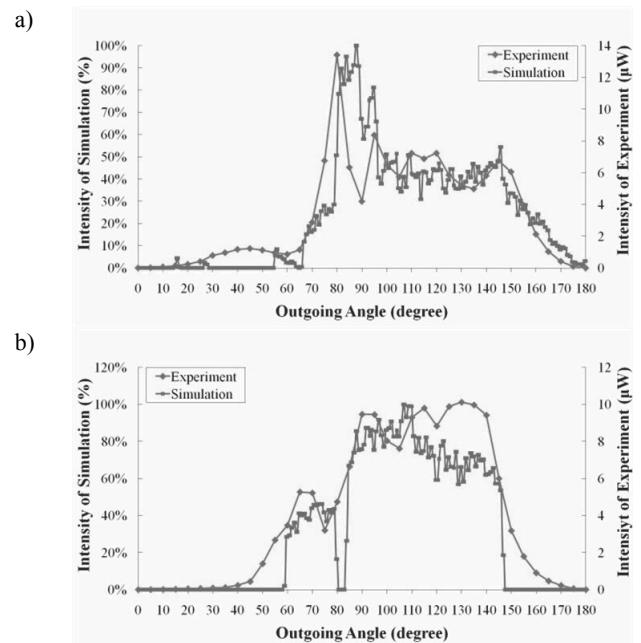 a)
100%
90%
80%
70%
60%
50%
40%
30%
20%
10%
0%
Intensity of Simulation (%)
Experiment
Simulation
14
12
10
8
6
4
2
0
Intensiyt of Experiment (μW)
0 10 20 30 40 50 60 70 80 90 100 110 120 130 140 150 160 170 180
Outgoing Angle (degree)
b)
120%
100%
80%
60%
40%
20%
0%
Intensity of Simulation (%)
Experiment
Simulation
12
10
8
6
4
2
0
Intensiyt of Experiment (μW)
0 10 20 30 40 50 60 70 80 90 100 110 120 130 140 150 160 170 180
Outgoing Angle (degree)